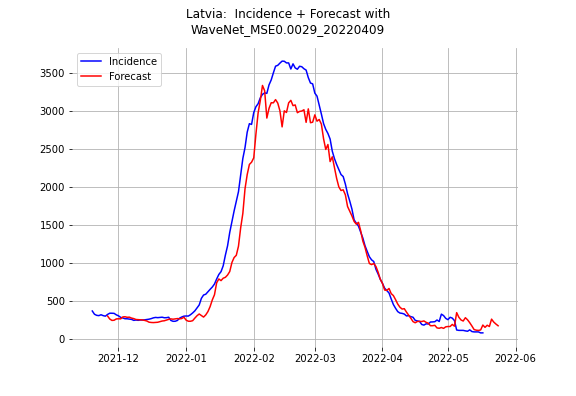 Latvia:  Incidence + Forecast with
WaveNet_MSE0.0029_20220409
Incidence
Forecast
3500
3000
2500
2000
1500
1000
500
0
2021-12 2022-01 2022-02 2022-03 2022-04 2022-05 2022-06